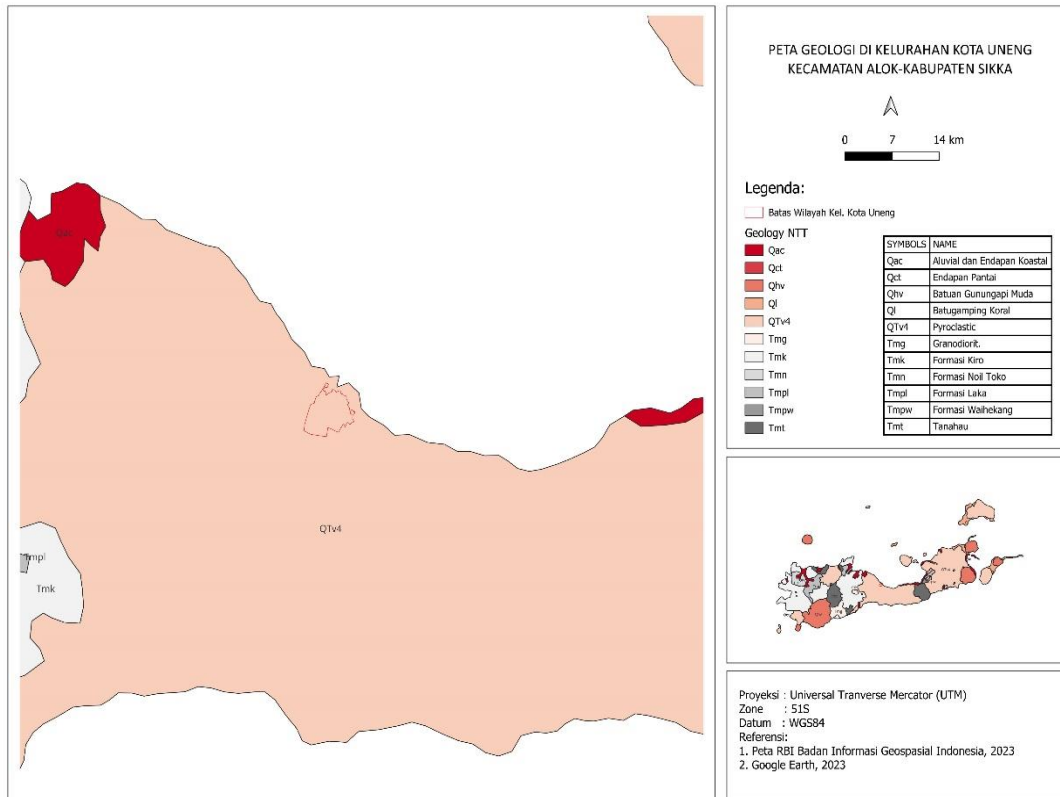 PETA GEOLOGI DI KELURAHAN KOTA UNENG
KECAMATAN ALOK-KABUPATEN SIKKA
0 7 14 km
Legenda:
Batas Wilayah Kel. Kota Uneng
Geology NTT
Qac
Qct
Qhv
Ql
QTv4
Tmg
Tmk
Tmn
Tmpl
Tmpw
Tmt
SYMBOLS NAME
Qac Aluvial dan Endapan Koastal
Qct Endapan Pantai
Qhv Batuan Gunungapi Muda
Ql Batugamping Koral
QTv4 Pyroclastic
Tmg Granodiorit.
Tmk Formasi Kiro
Tmn Formasi Noil Toko
Tmpl Formasi Laka
Tmpw Formasi Waihekang
Tmt Tanahau
Qac
QTv4
Tmpl
Tmk
Proyeksi : Universal Tranverse Mercator (UTM)
Zone : 51S
Datum : WGS84
Referensi:
1. Peta RBI Badan Informasi Geospasial Indonesia, 2023
2. Google Earth, 2023